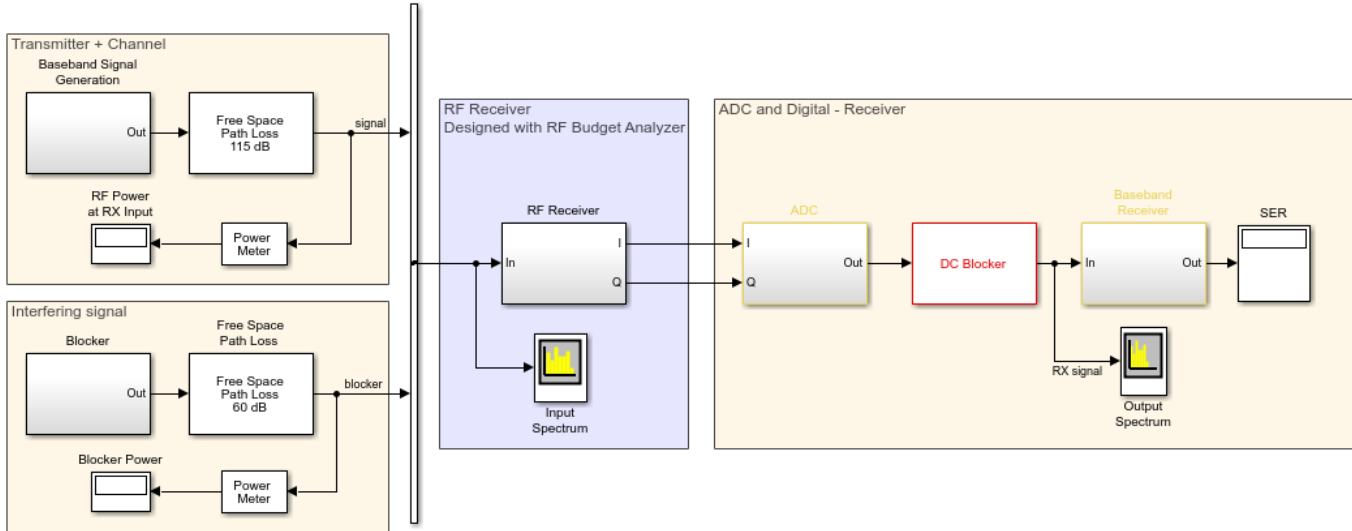 Transmitter + Channel
Baseband Signal
Generation
Out
Free Space
Path Loss
115 dB
signal
RF Power
at RX Input
Power
Meter
Interfering signal
Blocker
Out
Free Space
Path Loss
Free Space
Path Loss
60 dB
blocker
Blocker Power
Power
Meter
RF Receiver
Designed with RF Budget Analyzer
RF Receiver
In
I
Q
Input
Spectrum
ADC and Digital - Receiver
ADC
I
Q
Out
DC Blocker
Baseband
Receiver
In
Out
SER
RX signal
Output
Spectrum